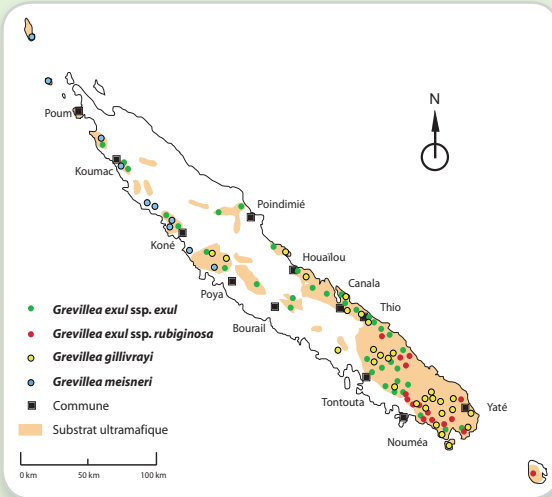 N
Poum
Koumac
Poindimié
Koné
Houaïlou
Canala
Poya
Thio
Bourail
Grevillea exul ssp. exul
Grevillea exul ssp. rubiginosa
Grevillea gillivrayi
Grevillea meisneri
Commune
Substrat ultramafique
Tontouta
Yaté
Nouméa
0 km 50 km 100 km